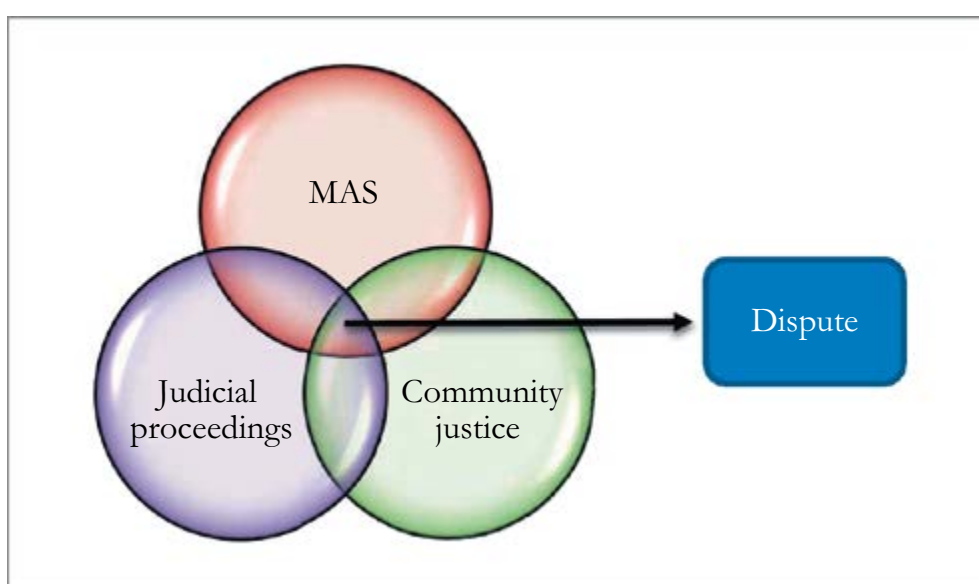 MAS
Dispute
Judicial
proceedings
Community
justice